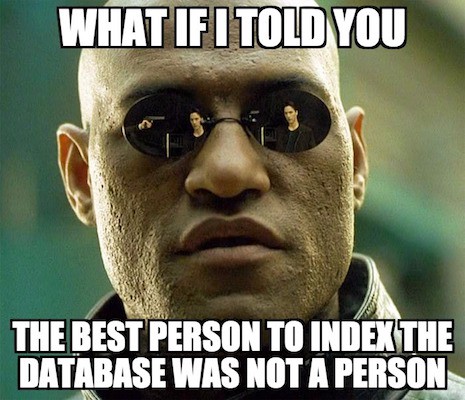 WHAT IF I TOLD YOU
THE BEST PERSON TO INDEX THE
DATABASE WAS NOT A PERSON